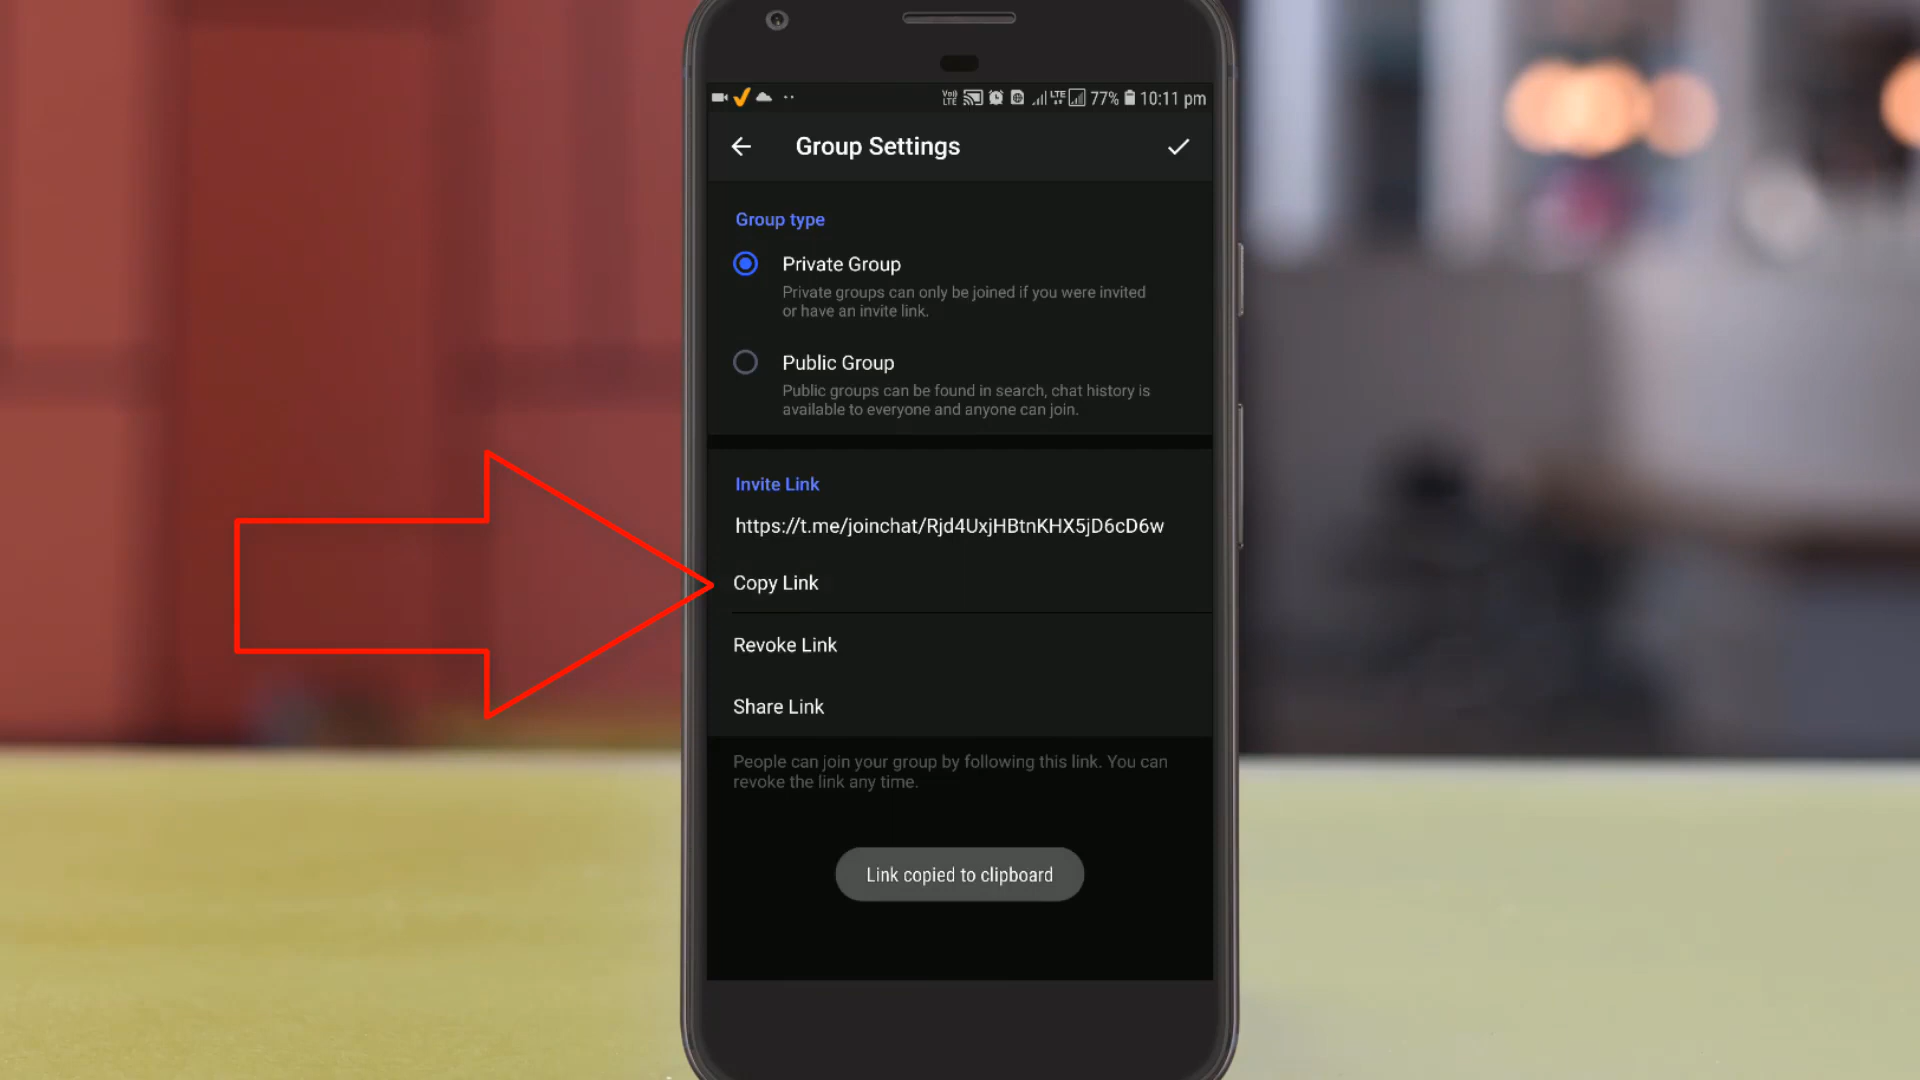 VoI) LTE LTE 77% 10:11 pm
Group Settings
Group type
Private Group
Private groups can only be joined if you were invited
or have an invite link.
Public Group
Public groups can be found in search, chat history is
available to everyone and anyone can join.
Invite Link
https://t.me/joinchat/Rjd4UxjHBtnKHX5jD6cD6w
Copy Link
Revoke Link
Share Link
People can join your group by following this link. You can
revoke the link any time.
Link copied to clipboard